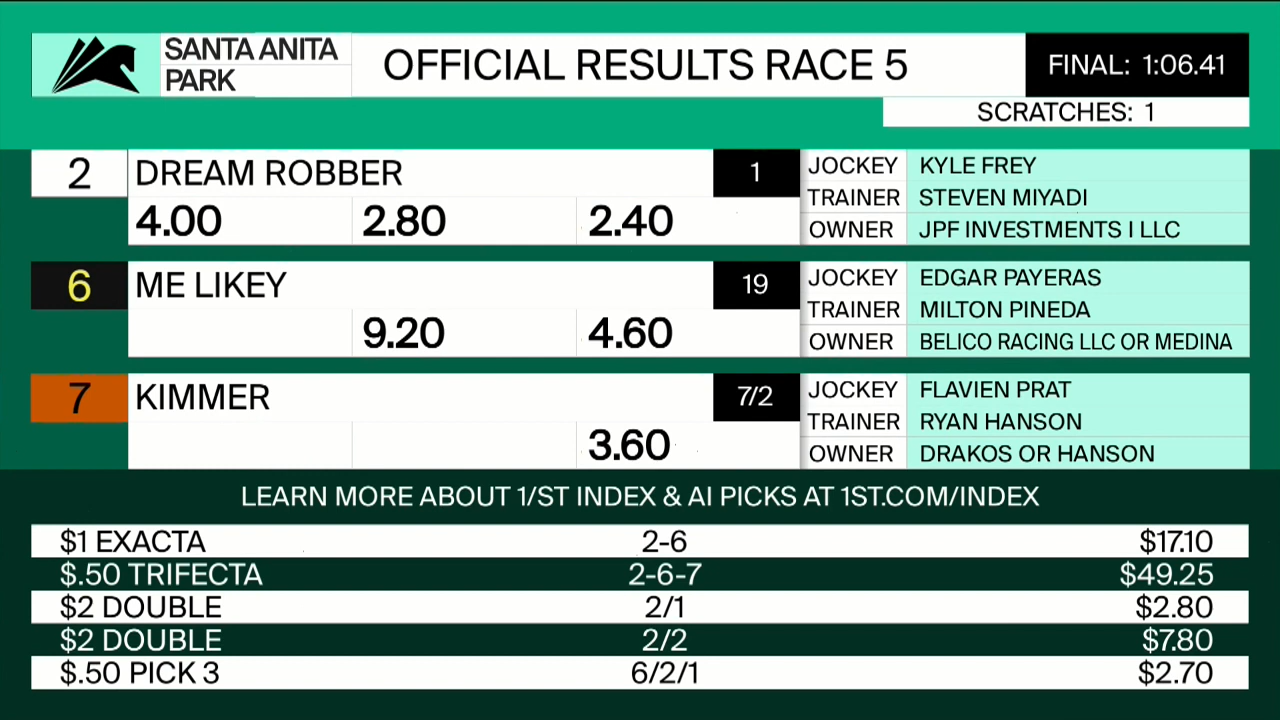 SANTA ANITA
PARK
OFFICIAL RESULTS RACE 5
FINAL: 1:06.41
SCRATCHES: 1
2 DREAM ROBBER 1
4.00 2.80 2.40
JOCKEY KYLE FREY
TRAINER STEVEN MIYADI
OWNER JPF INVESTMENTS I LLC
6 ME LIKEY 19
9.20 4.60
JOCKEY EDGAR PAYERAS
TRAINER MILTON PINEDA
OWNER BELICO RACING LLC OR MEDINA
7 KIMMER 7/2
3.60
JOCKEY FLAVIEN PRAT
TRAINER RYAN HANSON
OWNER DRAKOS OR HANSON
LEARN MORE ABOUT 1/ST INDEX & AI PICKS AT 1ST.COM/INDEX
$1 EXACTA 2-6 $17.10
$.50 TRIFECTA 2-6-7 $49.25
$2 DOUBLE 2/1 $2.80
$2 DOUBLE 2/2 $7.80
$.50 PICK 3 6/2/1 $2.70